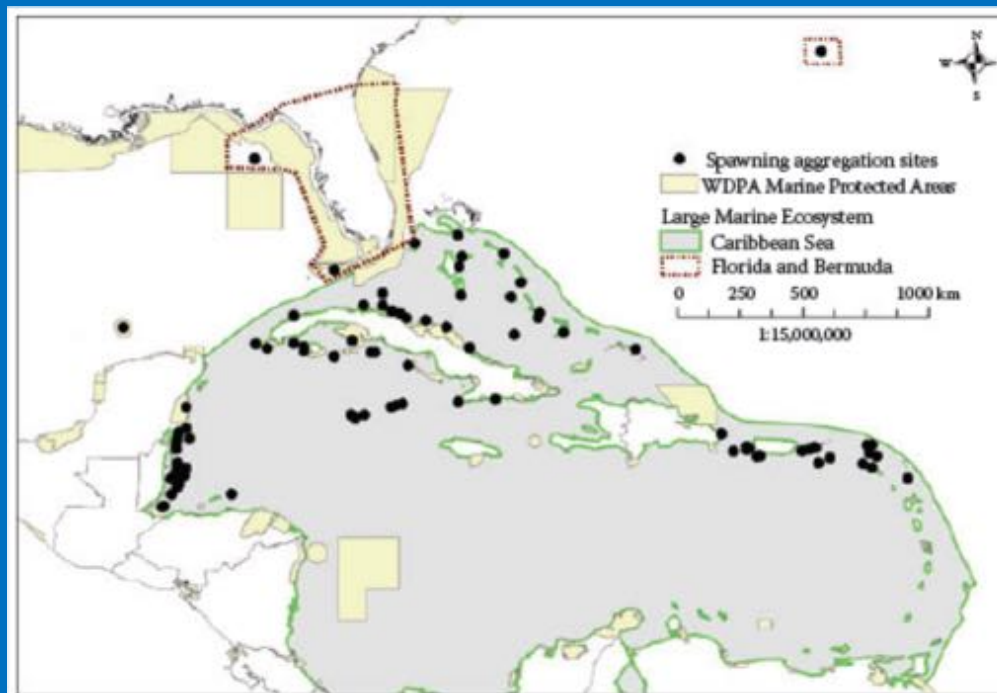 N
W
S
Spawning aggregation sites
WDPA Marine Protected Areas
Large Marine Ecosystem
Caribbean Sea
Florida and Bermuda
0 250 500 1000 km
1:15,000,000